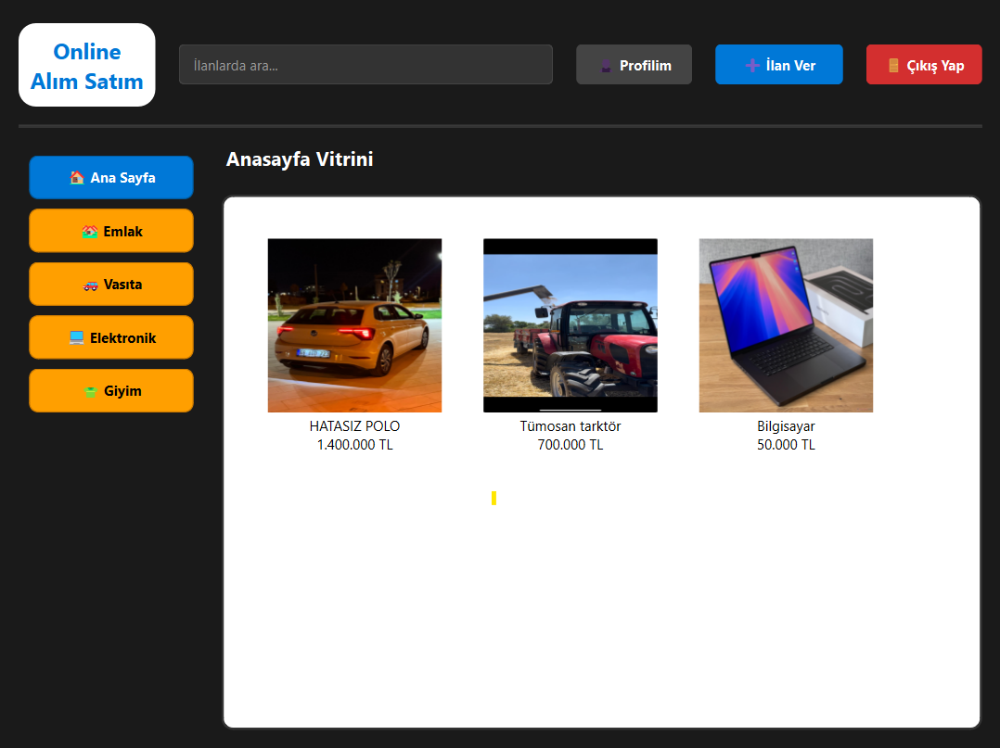 Online
Alım Satım
İlanlarda ara...
Profilim
İlan Ver
Çıkış Yap
Ana Sayfa
Emlak
Vasıta
Elektronik
Giyim
Anasayfa Vitrini
HATASIZ POLO
1.400.000 TL
Tümosan tarktör
700.000 TL
Bilgisayar
50.000 TL